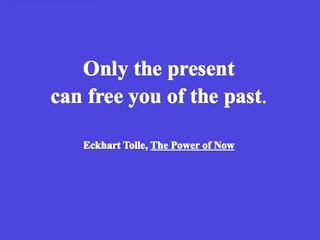 Only the present
can free you of the past.
Eckhart Tolle, The Power of Now